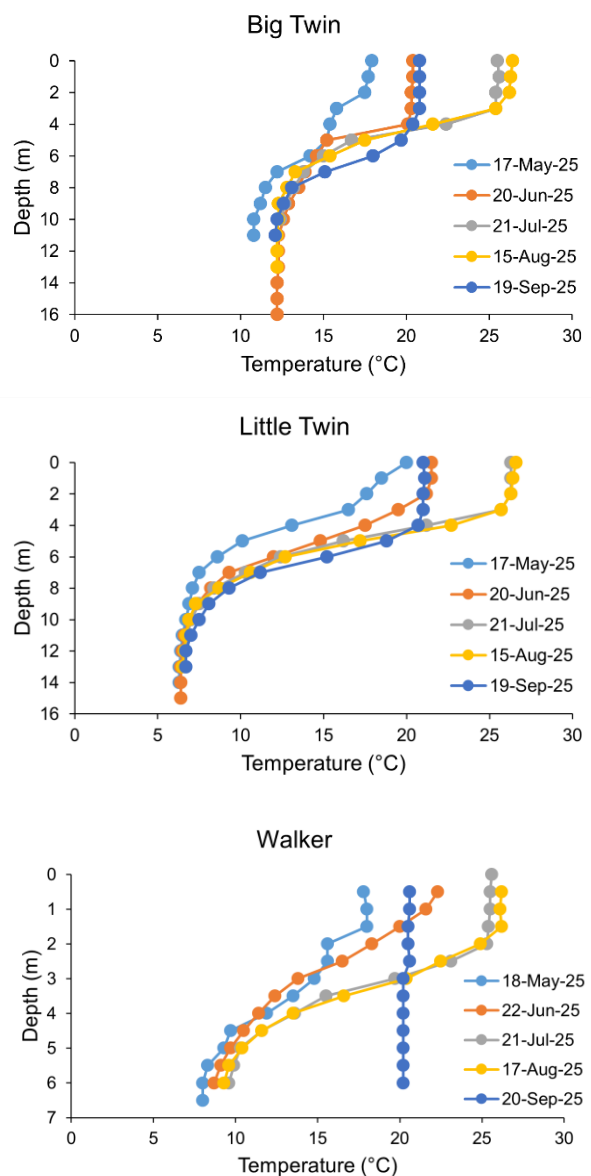 Big Twin
0
2
4
6
8
10
12
14
16
Depth (m)
17-May-25
20-Jun-25
21-Jul-25
15-Aug-25
19-Sep-25
0 5 10 15 20 25 30
Temperature (°C)
Little Twin
0
2
4
6
8
10
12
14
16
Depth (m)
17-May-25
20-Jun-25
21-Jul-25
15-Aug-25
19-Sep-25
0 5 10 15 20 25 30
Temperature (°C)
Walker
0
1
2
3
4
5
6
7
Depth (m)
18-May-25
22-Jun-25
21-Jul-25
17-Aug-25
20-Sep-25
0 5 10 15 20 25 30
Temperature (°C)